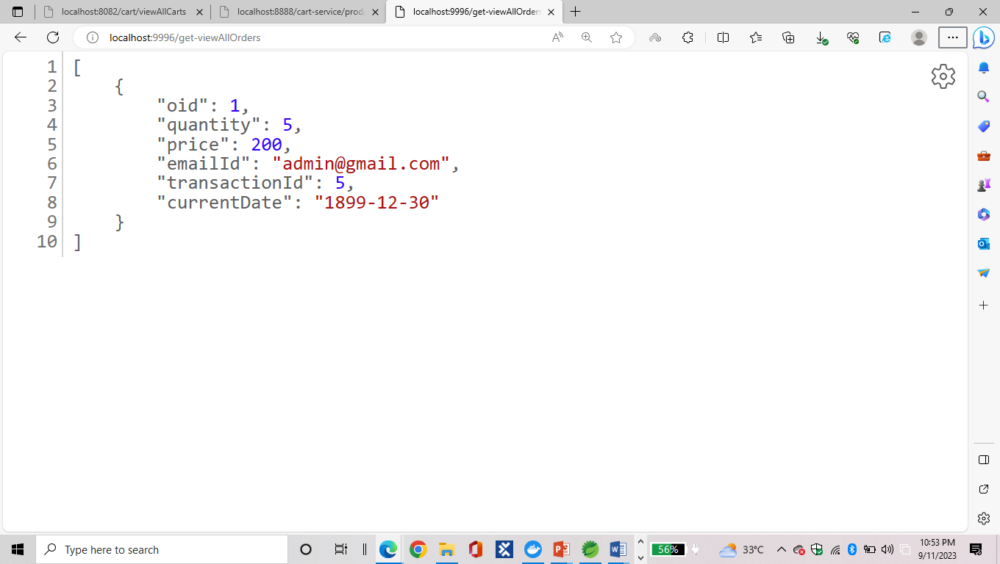 localhost:8082/cart/viewAllCarts
localhost:8888/cart-service/prod
localhost:9996/get-viewAllOrders
localhost:9996/get-viewAllOrders
1 [
2 {
3 "oid": 1,
4 "quantity": 5,
5 "price": 200,
6 "emailId": "admin@gmail.com",
7 "transactionId": 5,
8 "currentDate": "1899-12-30"
9 }
10 ]
Type here to search
56%
33°C
10:53 PM
9/11/2023